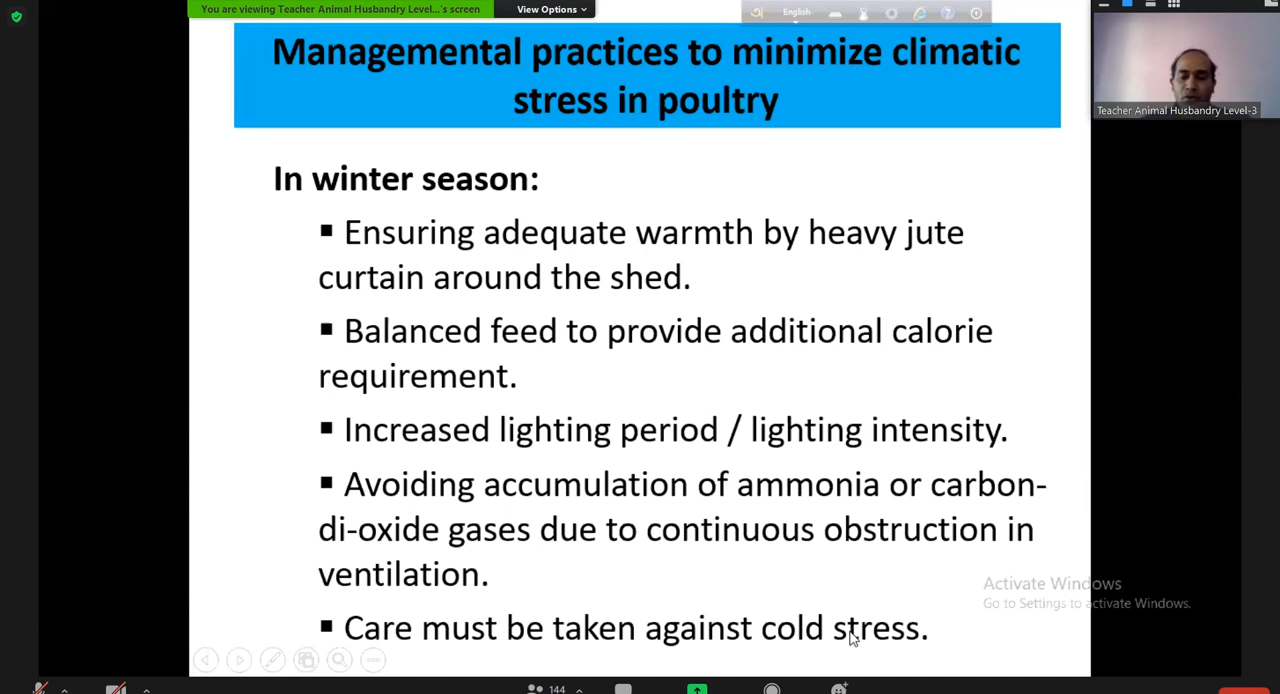 You are viewing Teacher Animal Husbandry Level...'s screen
View Options
English
Managemental practices to minimize climatic
stress in poultry
Teacher Animal Husbandry Level-3
In winter season:
▪ Ensuring adequate warmth by heavy jute
curtain around the shed.
▪ Balanced feed to provide additional calorie
requirement.
▪ Increased lighting period / lighting intensity.
▪ Avoiding accumulation of ammonia or carbon-
di-oxide gases due to continuous obstruction in
ventilation.
▪ Care must be taken against cold stress.
Activate Windows
Go to Settings to activate Windows.
144